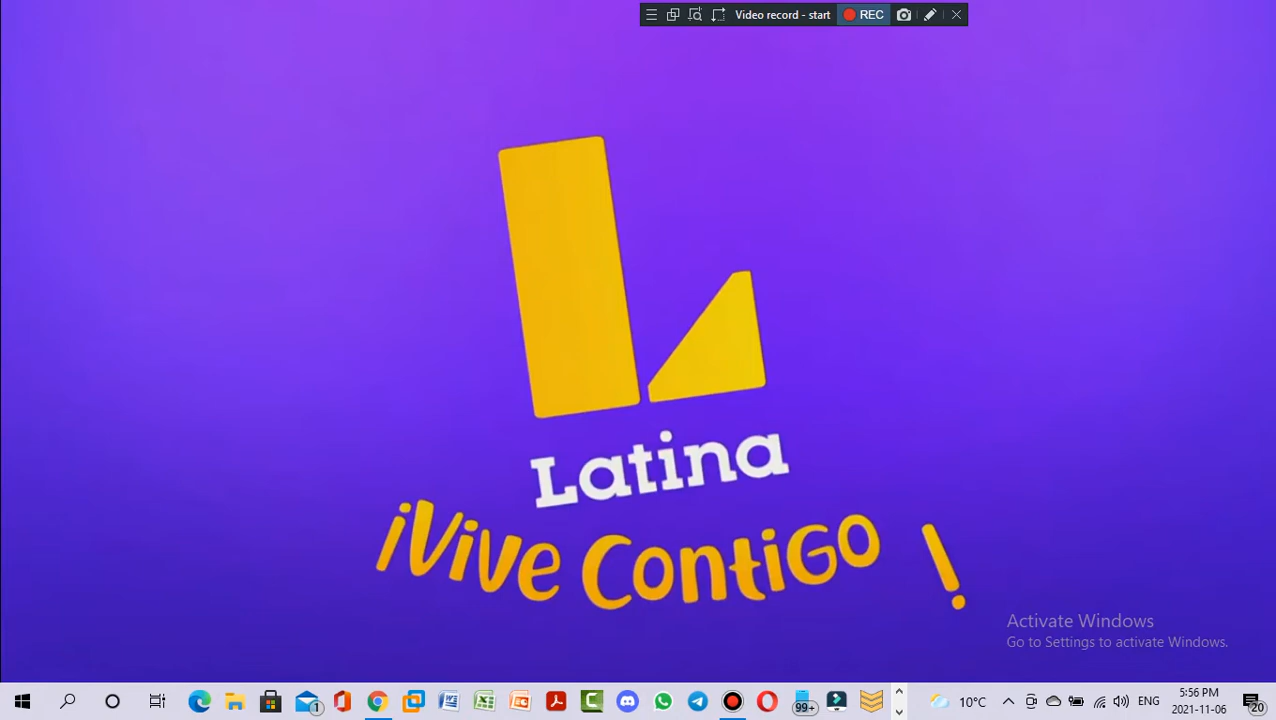 Video record - start REC
Latina
¡Vive Contigo !
Activate Windows
Go to Settings to activate Windows.
1
99+
10°C
ENG
5:56 PM
2021-11-06
20